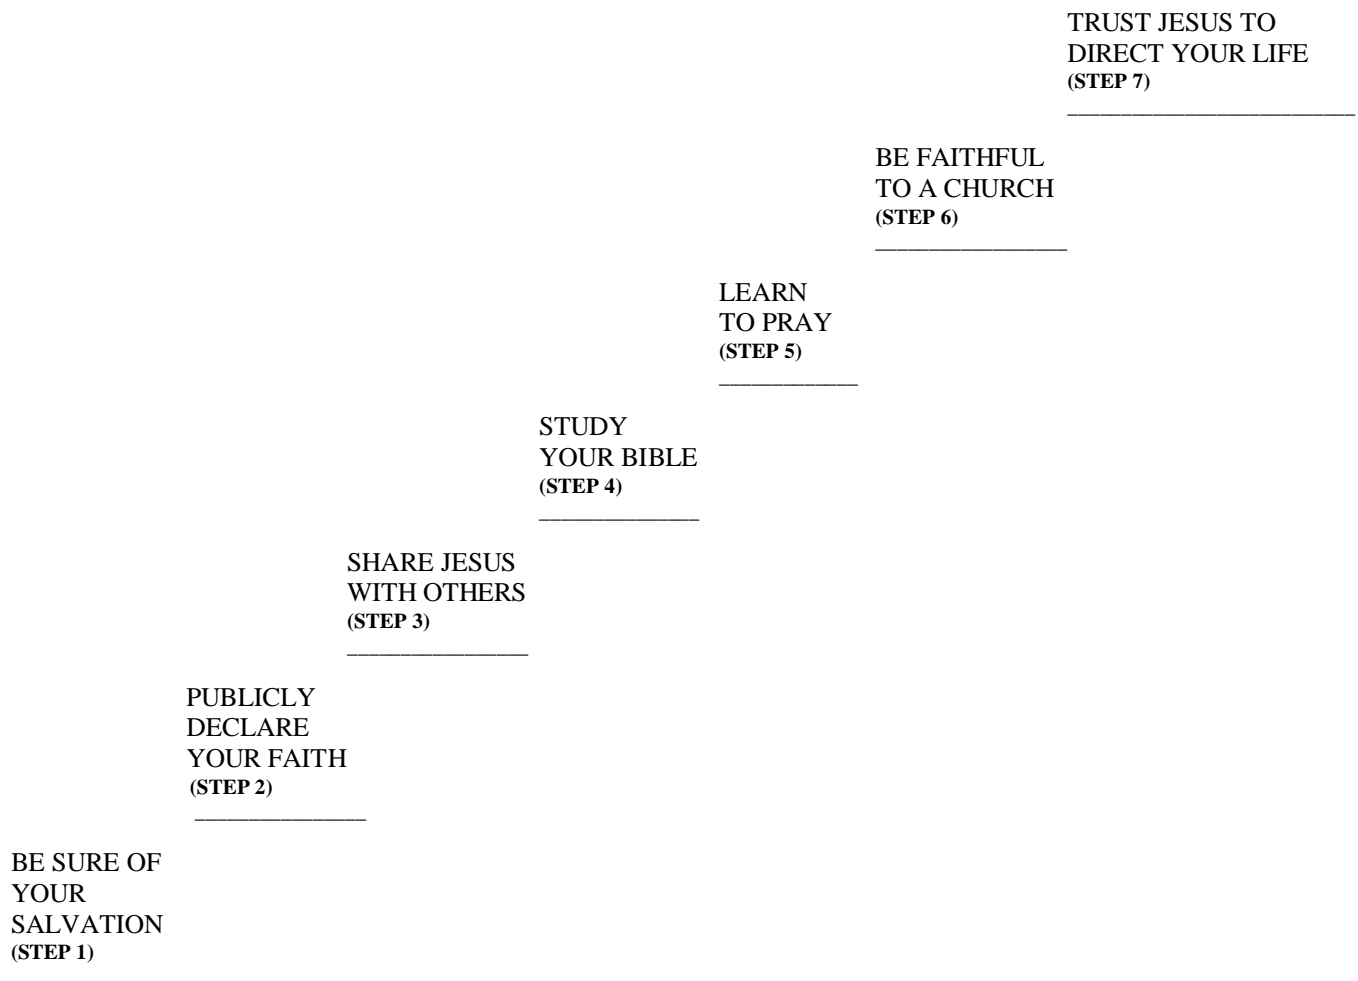 TRUST JESUS TO
DIRECT YOUR LIFE
(STEP 7)
BE FAITHFUL
TO A CHURCH
(STEP 6)
LEARN
TO PRAY
(STEP 5)
STUDY
YOUR BIBLE
(STEP 4)
SHARE JESUS
WITH OTHERS
(STEP 3)
PUBLICLY
DECLARE
YOUR FAITH
(STEP 2)
BE SURE OF
YOUR
SALVATION
(STEP 1)